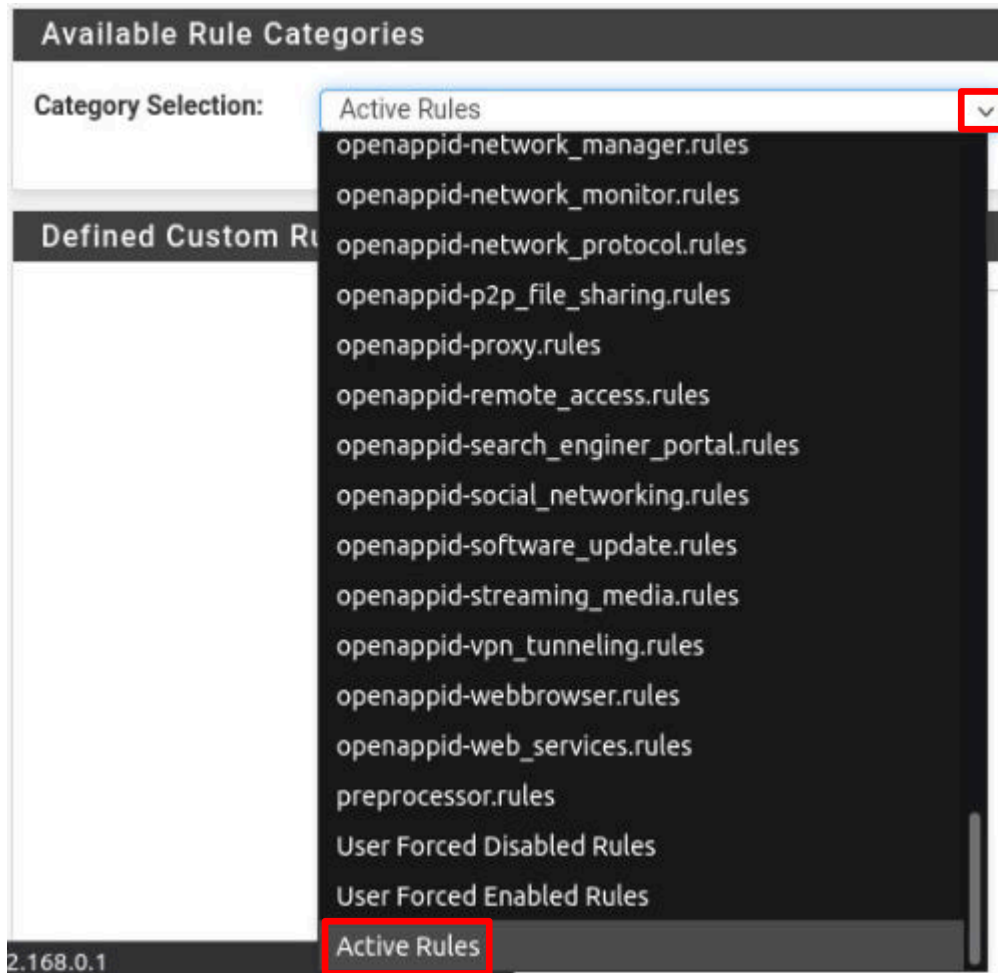 Available Rule Categories
Category Selection:
Active Rules
openappid-network_manager.rules
openappid-network_monitor.rules
Defined Custom Ru
openappid-network_protocol.rules
openappid-p2p_file_sharing.rules
openappid-proxy.rules
openappid-remote_access.rules
openappid-search_enginer_portal.rules
openappid-social_networking.rules
openappid-software_update.rules
openappid-streaming_media.rules
openappid-vpn_tunneling.rules
openappid-webbrowser.rules
openappid-web_services.rules
preprocessor.rules
User Forced Disabled Rules
User Forced Enabled Rules
Active Rules
2.168.0.1